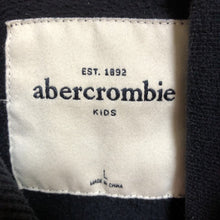 EST. 1892
abercrombie
KIDS
L
MADE IN CHINA